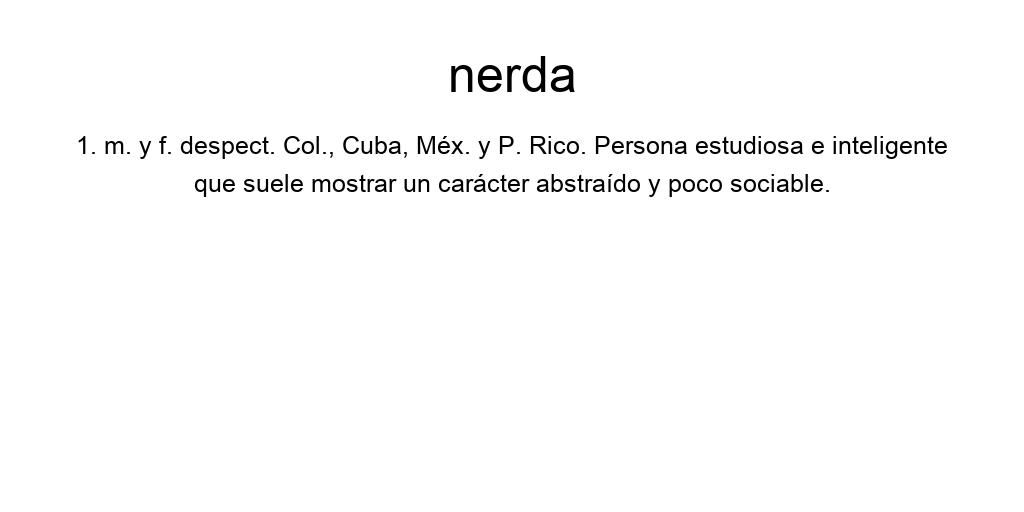 nerda
1. m. y f. despect. Col., Cuba, Méx. y P. Rico. Persona estudiosa e inteligente
que suele mostrar un carácter abstraído y poco sociable.